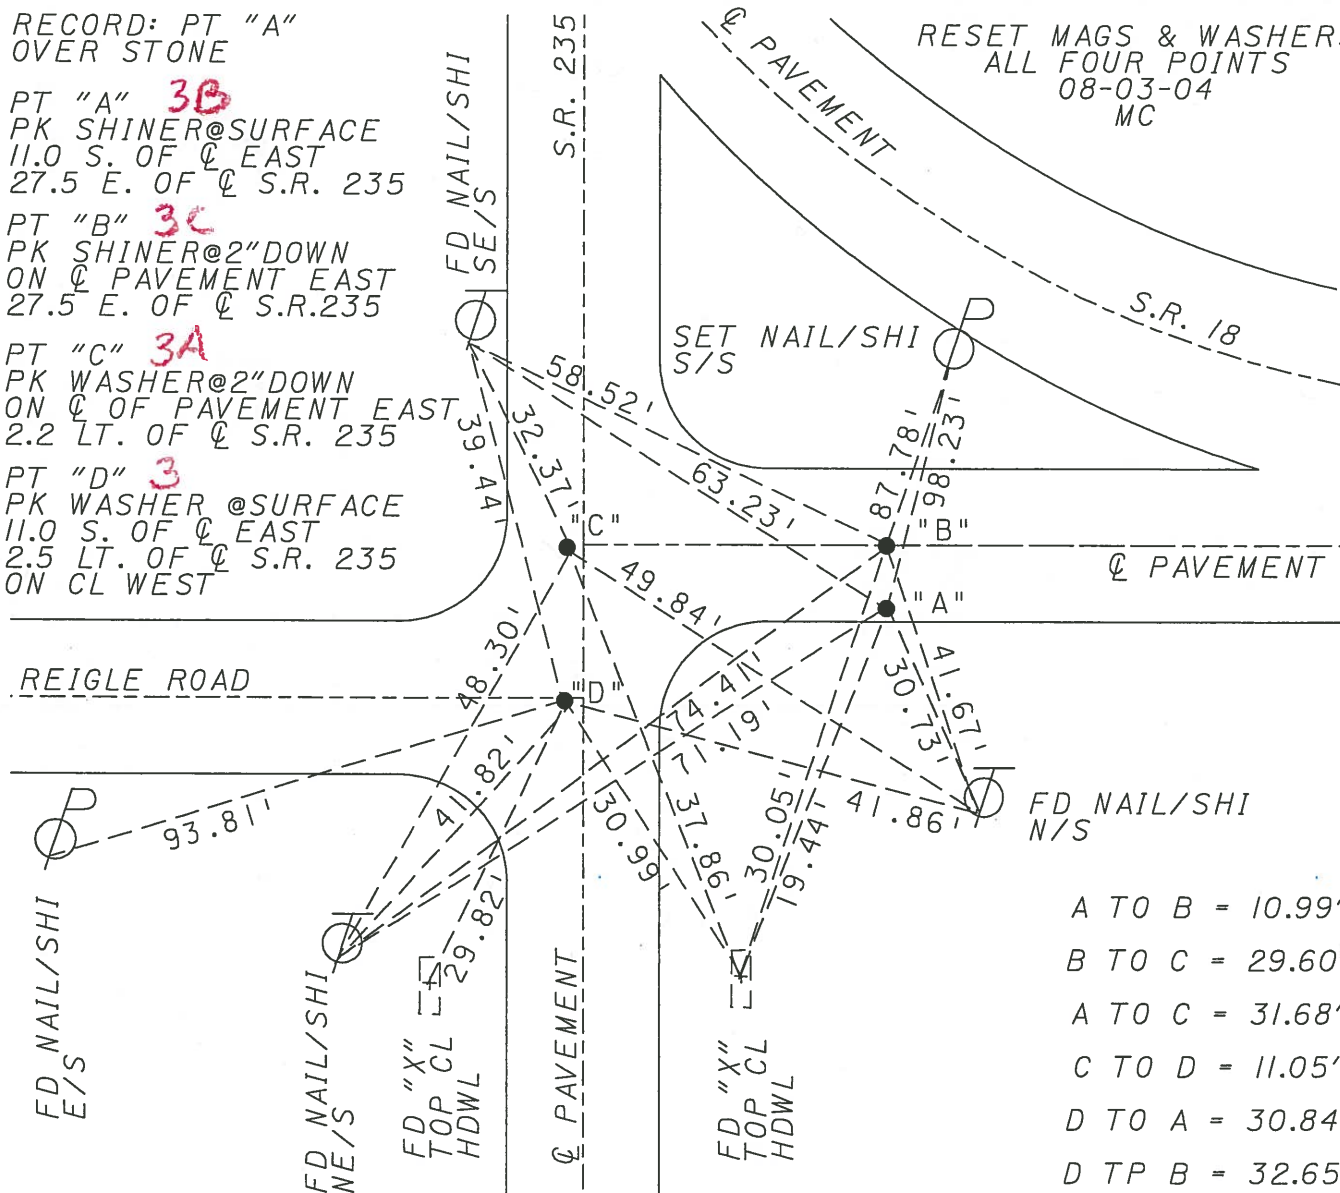 RECORD: PT "A"
OVER STONE
PT "A" 3B
PK SHINER@SURFACE
11.0 S. OF ℄ EAST
27.5 E. OF ℄ S.R. 235
PT "B" 3C
PK SHINER@2"DOWN
ON ℄ PAVEMENT EAST
27.5 E. OF ℄ S.R.235
PT "C" 3A
PK WASHER@2"DOWN
ON ℄ OF PAVEMENT EAST
2.2 LT. OF ℄ S.R. 235
PT "D" 3
PK WASHER @SURFACE
11.0 S. OF ℄ EAST
2.5 LT. OF ℄ S.R. 235
ON CL WEST
FD NAIL/SHI
SE/S
S.R. 235
℄ PAVEMENT
RESET MAGS & WASHERS
ALL FOUR POINTS
08-03-04
MC
S.R. 18
SET NAIL/SHI
S/S
58.52'
39.44'
32.37'
63.23'
87.78'
98.23'
"C"
"B"
℄ PAVEMENT
49.84'
"A"
48.30'
41.67'
30.73'
REIGLE ROAD
"D"
74.41'
71.19'
93.81'
41.82'
29.82'
30.99'
37.86'
30.05'
19.44'
41.86'
FD NAIL/SHI
N/S
FD NAIL/SHI
E/S
FD NAIL/SHI
NE/S
FD "X"
TOP CL
HDWL
℄ PAVEMENT
FD "X"
TOP CL
HDWL
A TO B = 10.99'
B TO C = 29.60
A TO C = 31.68'
C TO D = 11.05'
D TO A = 30.84
D TP B = 32.65